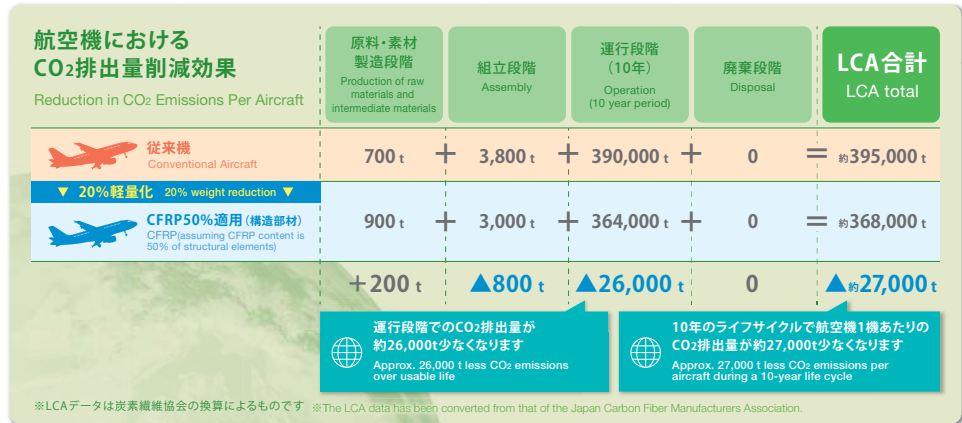 航空機における
CO2排出量削減効果
Reduction in CO2 Emissions Per Aircraft
原料・素材
製造段階
Production of raw
materials and
intermediate materials
組立段階
Assembly
運行段階
（10年）
Operation
(10 year period)
廃棄段階
Disposal
LCA合計
LCA total
従来機
Conventional Aircraft
700 t + 3,800 t + 390,000 t + 0 = 約395,000 t
▼ 20%軽量化 20% weight reduction ▼
CFRP50%適用（構造部材）
CFRP(assuming CFRP content is
50% of structural elements)
900 t + 3,000 t + 364,000 t + 0 = 約368,000 t
+200 t ▲800 t ▲26,000 t 0 ▲約27,000 t
運行段階でのCO2排出量が
約26,000t少なくなります
Approx. 26,000 t less CO2 emissions
over usable life
10年のライフサイクルで航空機1機あたりの
CO2排出量が約27,000t少なくなります
Approx. 27,000 t less CO2 emissions per
aircraft during a 10-year life cycle
※LCAデータは炭素繊維協会の換算によるものです ※The LCA data has been converted from that of the Japan Carbon Fiber Manufacturers Association.